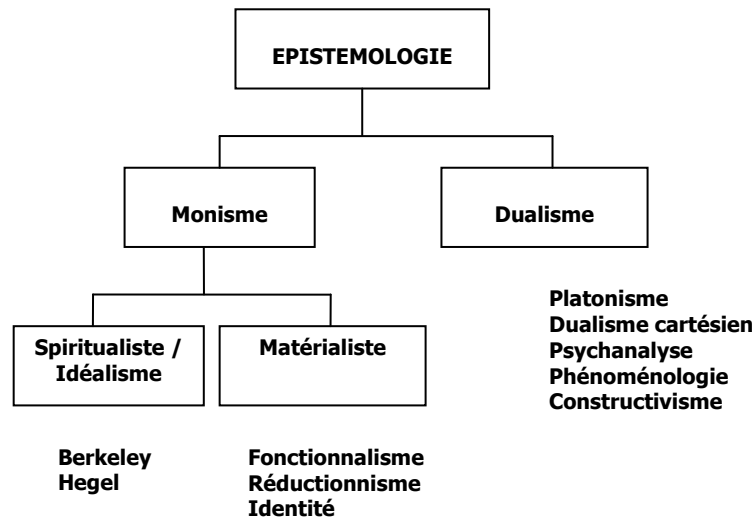 EPISTEMOLOGIE
Monisme
Dualisme
Spiritualiste /
Idéalisme
Matérialiste
Platonisme
Dualisme cartésien
Psychanalyse
Phénoménologie
Constructivisme
Berkeley
Hegel
Fonctionnalisme
Réductionnisme
Identité